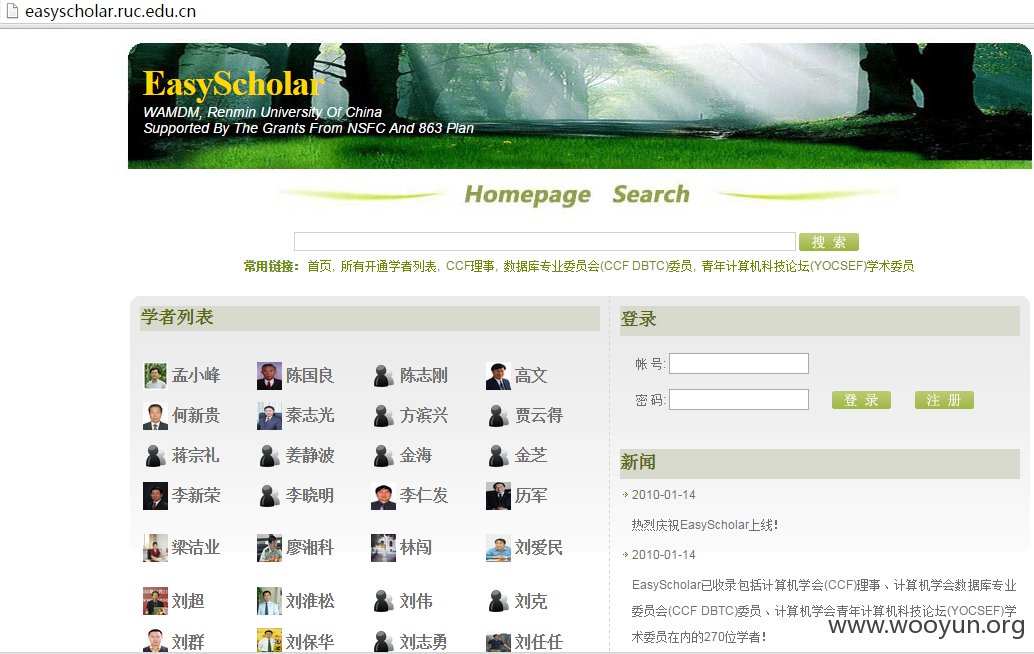 easyscholar.ruc.edu.cn
EasyScholar
WAMDM, Renmin University Of China
Supported By The Grants From NSFC And 863 Plan
Homepage Search
搜 索
常用链接： 首页, 所有开通学者列表, CCF理事, 数据库专业委员会(CCF DBTC)委员, 青年计算机科技论坛(YOCSEF)学术委员
学者列表
孟小峰 陈国良 陈志刚 高文
何新贵 秦志光 方滨兴 贾云得
蒋宗礼 姜静波 金海 金芝
李新荣 李晓明 李仁发 历军
梁洁业 廖湘科 林闯 刘爱民
刘超 刘淮松 刘伟 刘克
刘群 刘保华 刘志勇 刘任任
登录
帐 号:
密 码: 登 录 注 册
新闻
2010-01-14
热烈庆祝EasyScholar上线！
2010-01-14
EasyScholar已收录包括计算机学会(CCF)理事、计算机学会数据库专业
委员会(CCF DBTC)委员、计算机学会青年计算机科技论坛(YOCSEF)学
术委员在内的270位学者！
www.wooyun.org